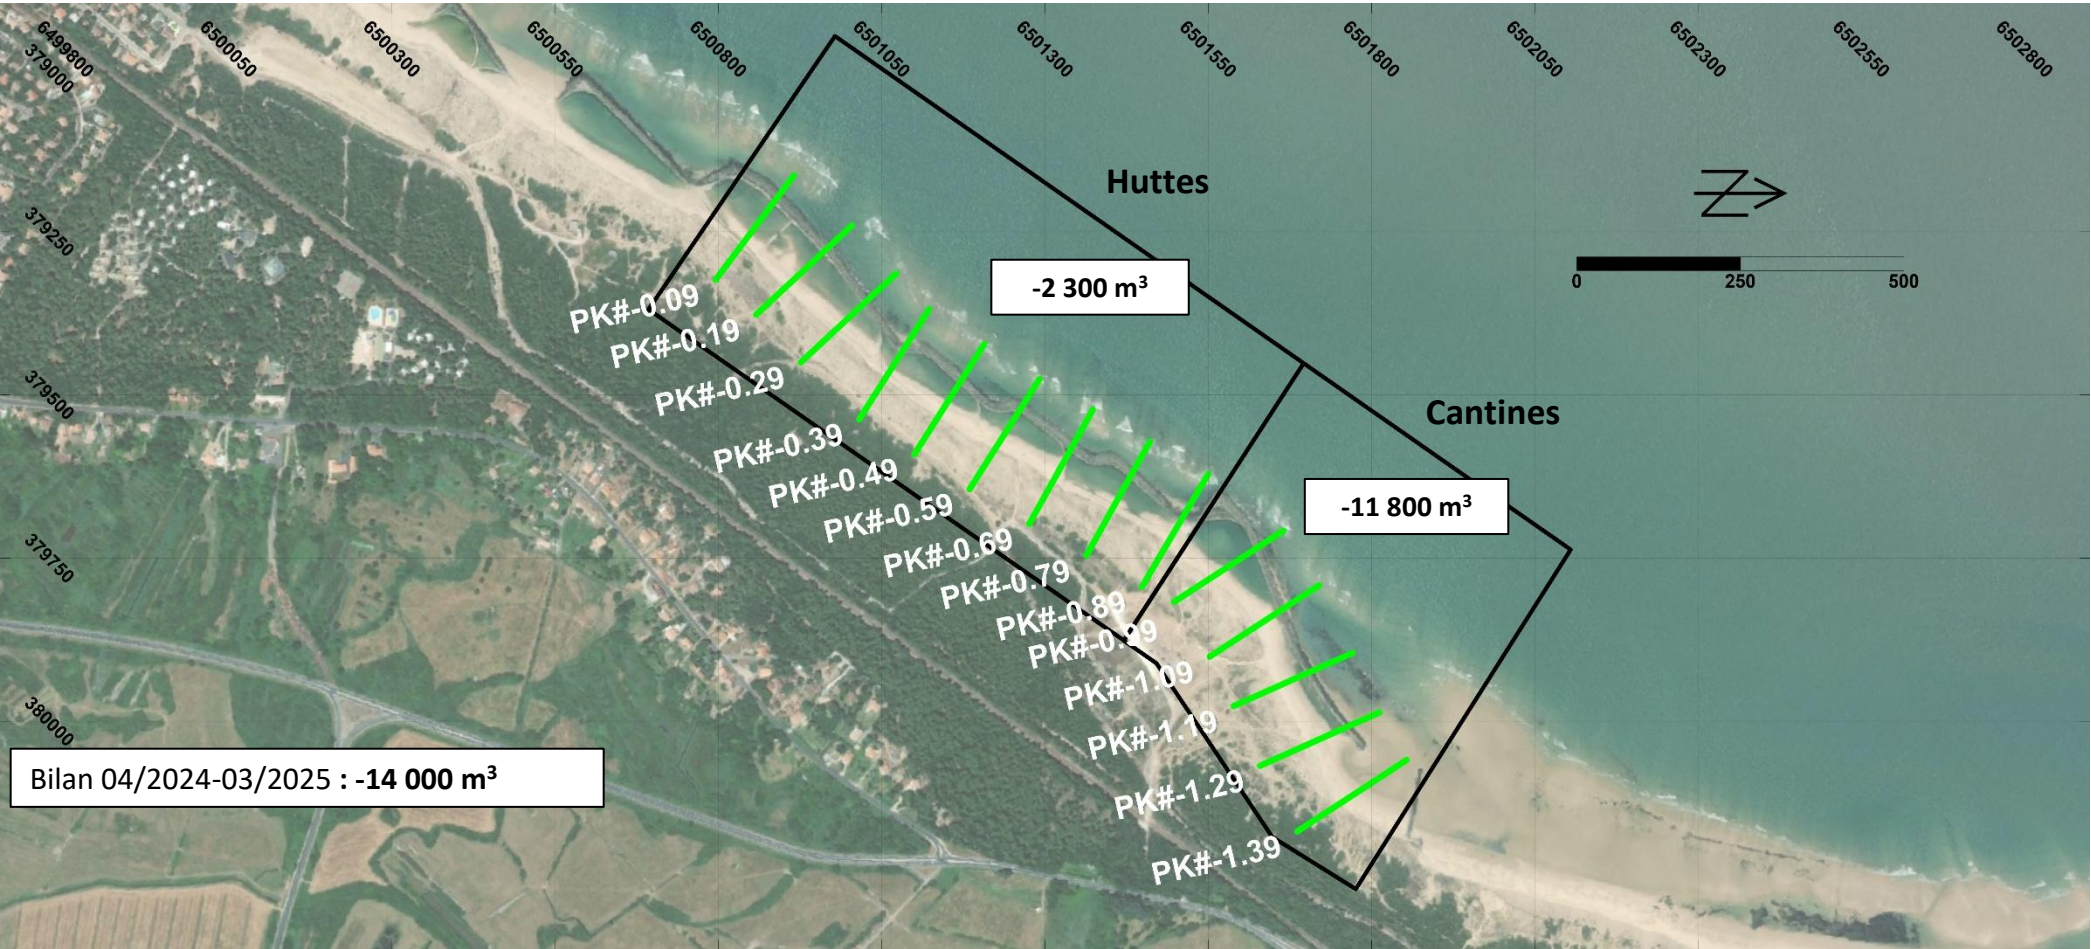 6499800
6500050
6500300
6500550
6500800
6501050
6501300
6501550
6501800
6502050
6502300
6502550
6502800
379000
379250
379500
379750
380000
Huttes
-2 300 m³
Cantines
-11 800 m³
N
0 250 500
PK#-0.09
PK#-0.19
PK#-0.29
PK#-0.39
PK#-0.49
PK#-0.59
PK#-0.69
PK#-0.79
PK#-0.89
PK#-0.99
PK#-1.09
PK#-1.19
PK#-1.29
PK#-1.39
Bilan 04/2024-03/2025 : -14 000 m³